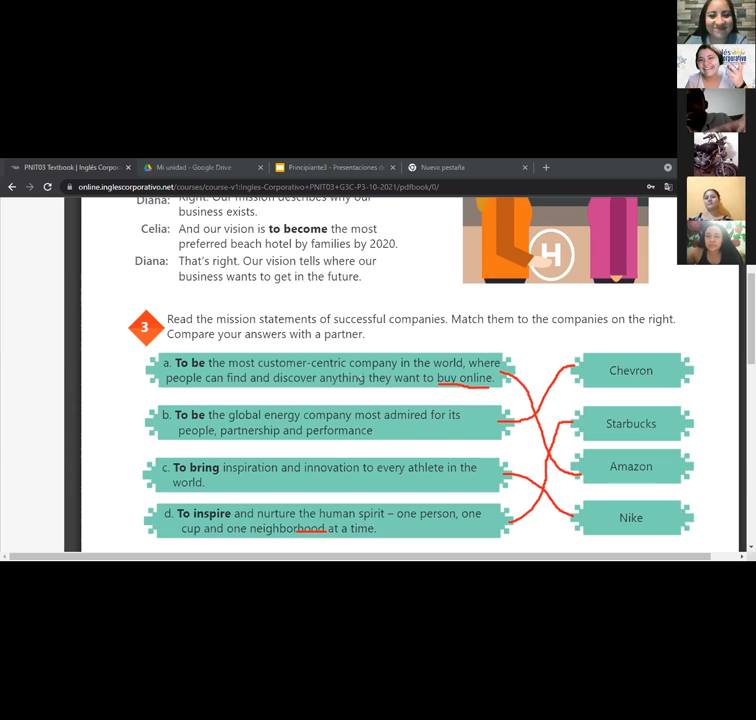 PNIT03 Textbook | Inglés Corpo
Mi unidad - Google Drive
Principiante3 - Presentaciones d
Nueva pestaña
online.inglescorporativo.net/courses/course-v1:Ingles-Corporativo+PNIT03+G3C-P3-10-2021/pdfbook/0/
Diana: Right. Our mission describes why our
business exists.
Celia: And our vision is to become the most
preferred beach hotel by families by 2020.
Diana: That's right. Our vision tells where our
business wants to get in the future.
H
3
Read the mission statements of successful companies. Match them to the companies on the right.
Compare your answers with a partner.
a. To be the most customer-centric company in the world, where
people can find and discover anything they want to buy online.
Chevron
b. To be the global energy company most admired for its
people, partnership and performance
Starbucks
c. To bring inspiration and innovation to every athlete in the
world.
Amazon
d. To inspire and nurture the human spirit – one person, one
cup and one neighborhood at a time.
Nike